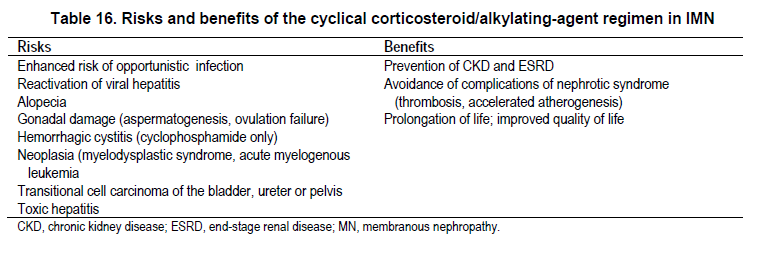 Table 16. Risks and benefits of the cyclical corticosteroid/alkylating-agent regimen in IMN
Risks Benefits
Enhanced risk of opportunistic infection Prevention of CKD and ESRD
Reactivation of viral hepatitis Avoidance of complications of nephrotic syndrome
Alopecia (thrombosis, accelerated atherogenesis)
Gonadal damage (aspermatogenesis, ovulation failure) Prolongation of life; improved quality of life
Hemorrhagic cystitis (cyclophosphamide only)
Neoplasia (myelodysplastic syndrome, acute myelogenous
leukemia
Transitional cell carcinoma of the bladder, ureter or pelvis
Toxic hepatitis
CKD, chronic kidney disease; ESRD, end-stage renal disease; MN, membranous nephropathy.